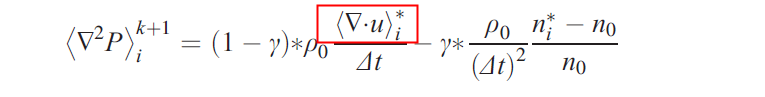 ⟨∇²P⟩ᵢᵏ⁺¹ = (1 − γ)*ρ₀ ⟨∇·u⟩ᵢ* / Δt − γ* ρ₀ / (Δt)² (nᵢ* − n₀) / n₀